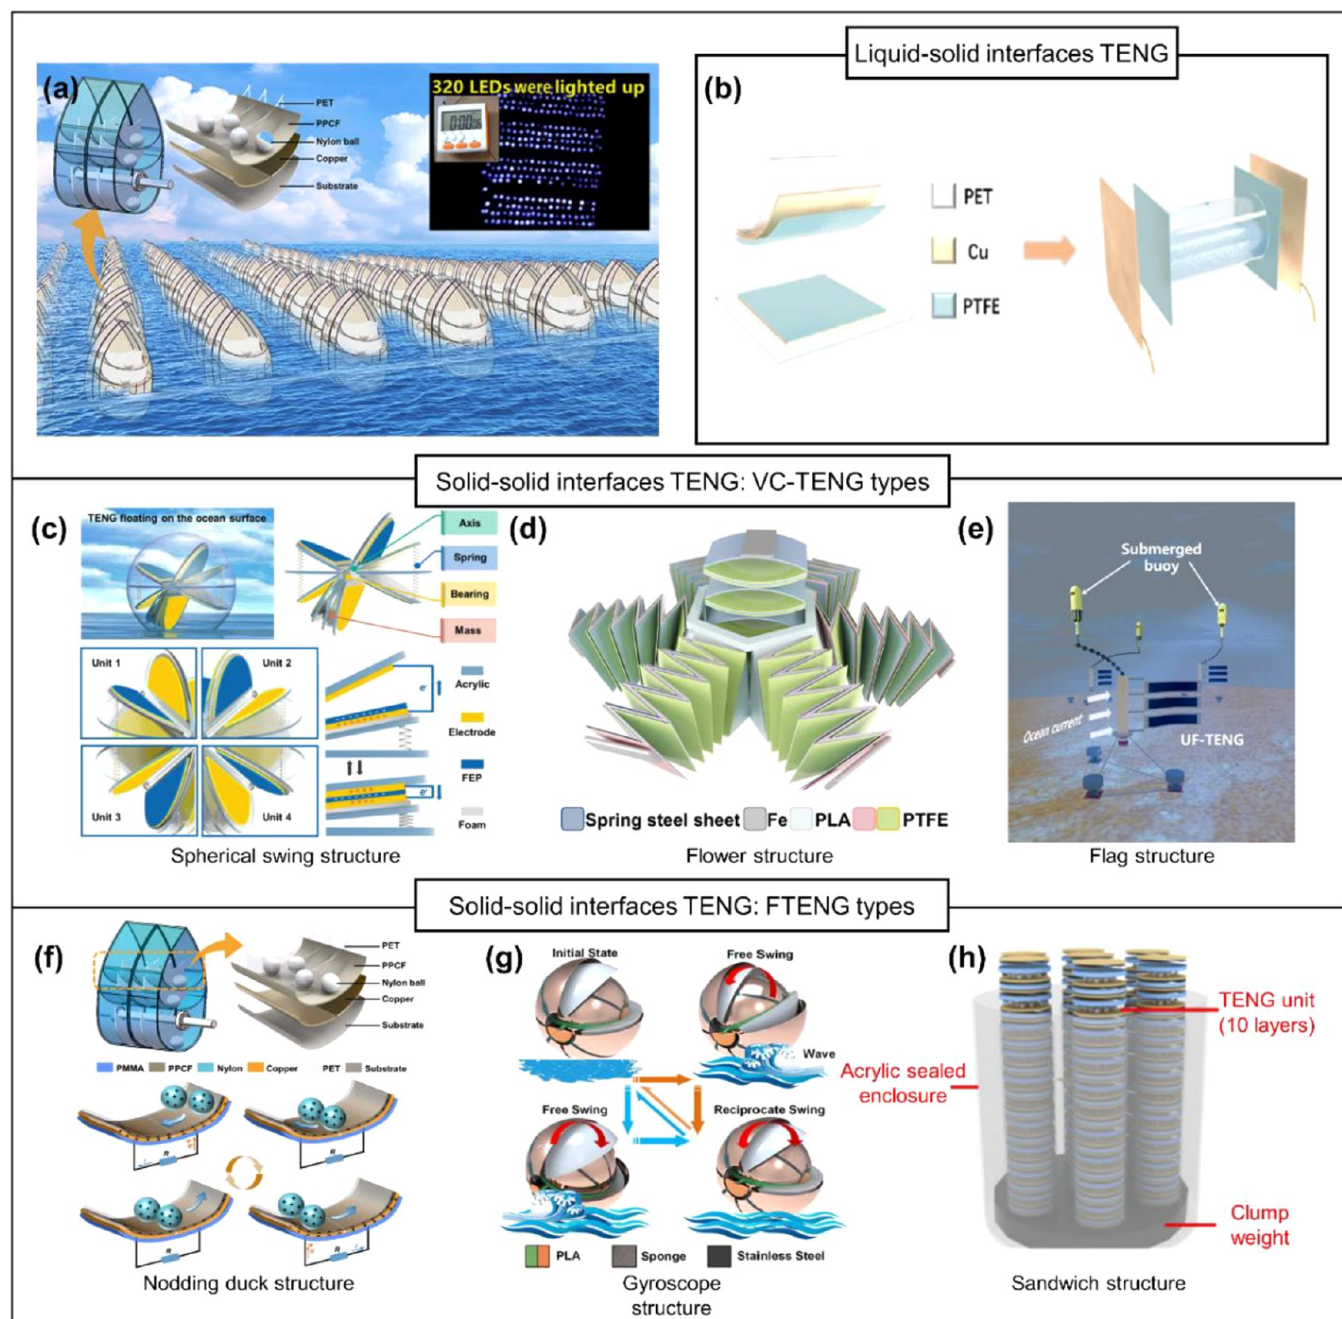 Liquid-solid interfaces TENG
(a)
320 LEDs were lighted up
PET
PPCF
Nylon ball
Copper
Substrate
(b)
PET
Cu
PTFE
Solid-solid interfaces TENG: VC-TENG types
(c)
TENG floating on the ocean surface
Axis
Spring
Bearing
Mass
Unit 1
Unit 2
Unit 3
Unit 4
e-
e-
Acrylic
Electrode
FEP
Foam
Spherical swing structure
(d)
Spring steel sheet Fe PLA PTFE
Flower structure
(e)
Submerged
buoy
Ocean current
UF-TENG
Flag structure
Solid-solid interfaces TENG: FTENG types
(f)
PET
PPCF
Nylon ball
Copper
Substrate
PMMA PPCF Nylon Copper PET Substrate
R
R
R
R
Nodding duck structure
(g)
Initial State
Free Swing
Wave
Free Swing
Reciprocate Swing
PLA Sponge Stainless Steel
Gyroscope
structure
(h)
TENG unit
(10 layers)
Acrylic sealed
enclosure
Clump
weight
Sandwich structure